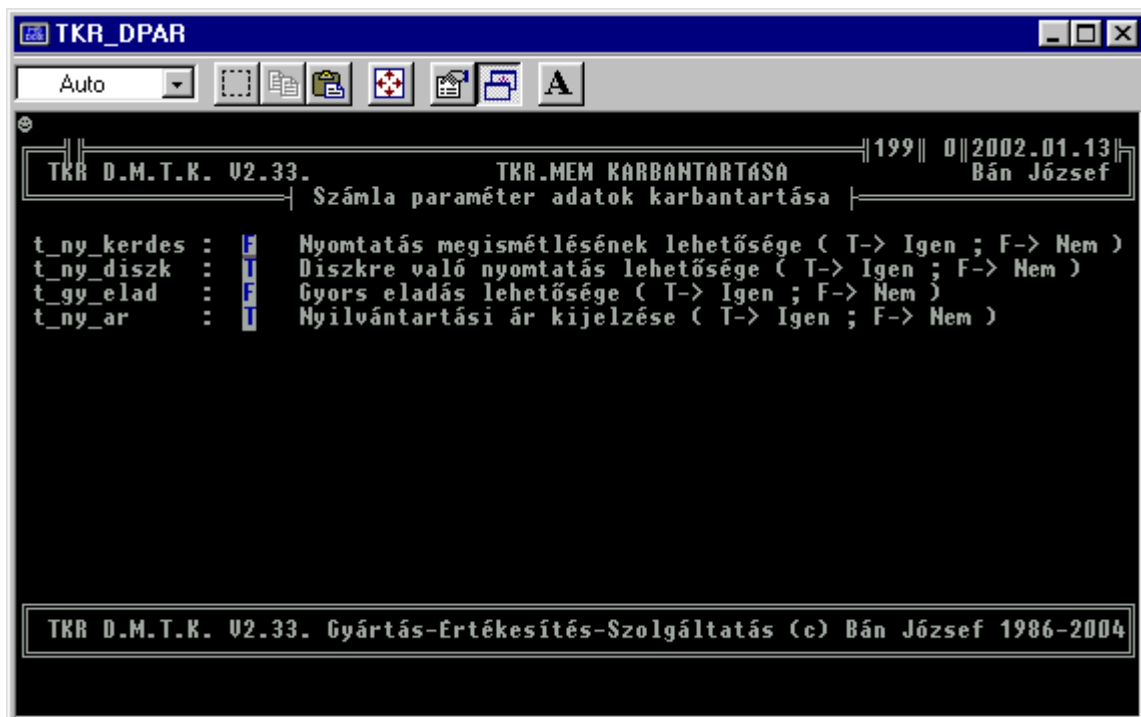 TKR_DPAR
Auto
A
199 0 2002.01.13
TKR D.M.T.K. V2.33. TKR.MEM KARBANTARTáSA Bán József
Számla paraméter adatok karbantartása
t_ny_kerdes : F Nyomtatás megismétlésének lehetősége ( T-> Igen ; F-> Nem )
t_ny_diszk : T Diszkre való nyomtatás lehetősége ( T-> Igen ; F-> Nem )
t_gy_elad : F Gyors eladás lehetősége ( T-> Igen ; F-> Nem )
t_ny_ar : T Nyilvántartási ár kijelzése ( T-> Igen ; F-> Nem )
TKR D.M.T.K. V2.33. Gyártás-Értékesítés-Szolgáltatás (c) Bán József 1986-2004